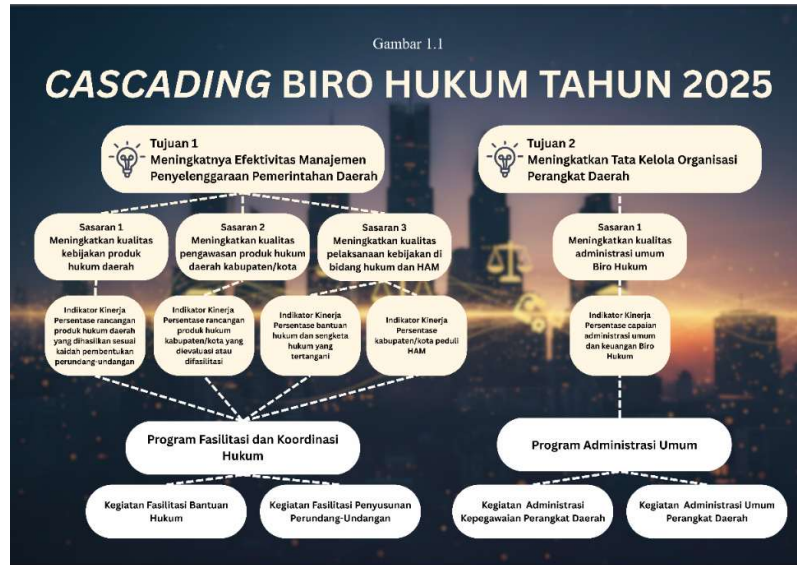 Gambar 1.1
CASCADING BIRO HUKUM TAHUN 2025
Tujuan 1
Meningkatnya Efektivitas Manajemen
Penyelenggaraan Pemerintahan Daerah
Tujuan 2
Meningkatkan Tata Kelola Organisasi
Perangkat Daerah
Sasaran 1
Meningkatkan kualitas
kebijakan produk
hukum daerah
Sasaran 2
Meningkatkan kualitas
pengawasan produk hukum
daerah kabupaten/kota
Sasaran 3
Meningkatkan kualitas
pelaksanaan kebijakan di
bidang hukum dan HAM
Sasaran 1
Meningkatkan kualitas
administrasi umum
Biro Hukum
Indikator Kinerja
Persentase rancangan
produk hukum daerah
yang dihasilkan sesuai
kaidah pembentukan
perundang-undangan
Indikator Kinerja
Persentase rancangan
produk hukum
kabupaten/kota yang
dievaluasi atau
difasilitasi
Indikator Kinerja
Persentase bantuan
hukum dan sengketa
hukum yang
tertangani
Indikator Kinerja
Persentase
kabupaten/kota peduli
HAM
Indikator Kinerja
Persentase capaian
administrasi umum
dan keuangan Biro
Hukum
Program Fasilitasi dan Koordinasi
Hukum
Program Administrasi Umum
Kegiatan Fasilitasi Bantuan
Hukum
Kegiatan Fasilitasi Penyusunan
Perundang-Undangan
Kegiatan Administrasi
Kepegawaian Perangkat Daerah
Kegiatan Administrasi Umum
Perangkat Daerah